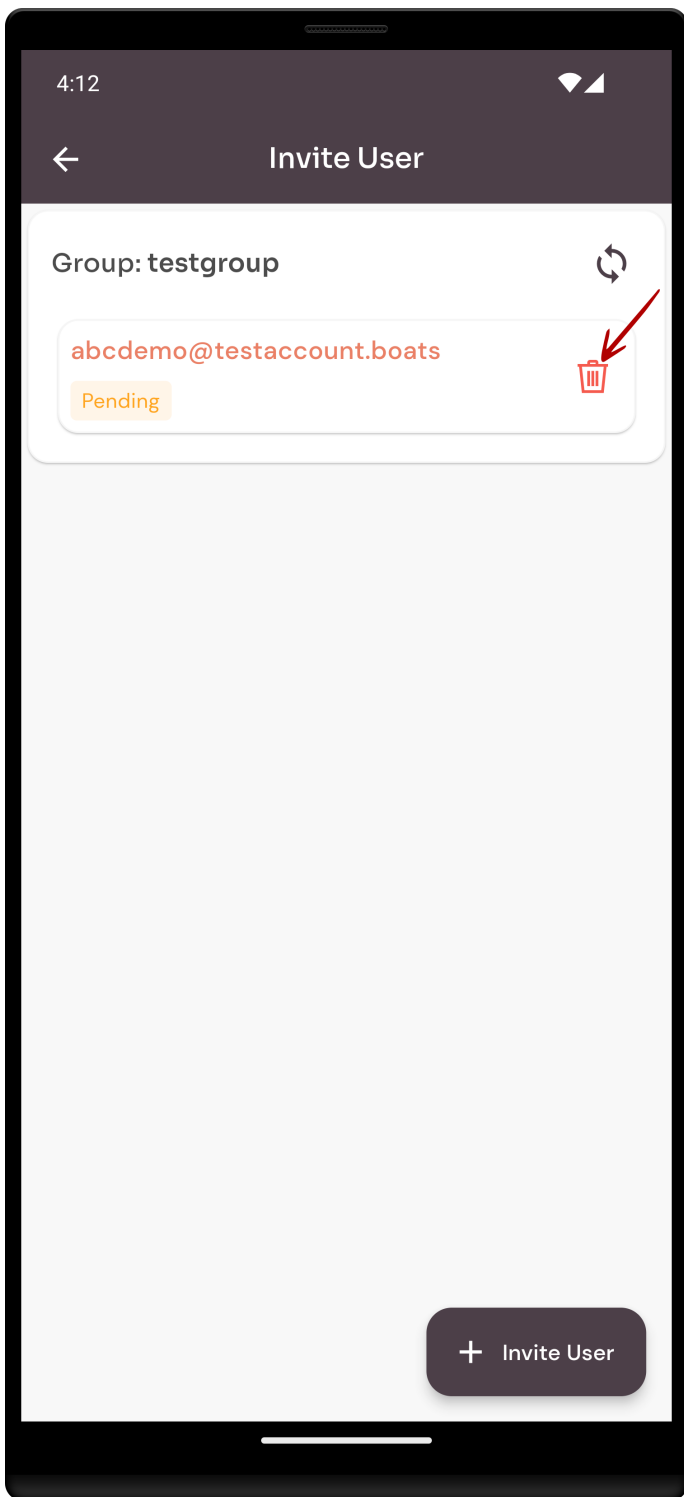 4:12
Invite User
Group: testgroup
abcdemo@testaccount.boats
Pending
+ Invite User